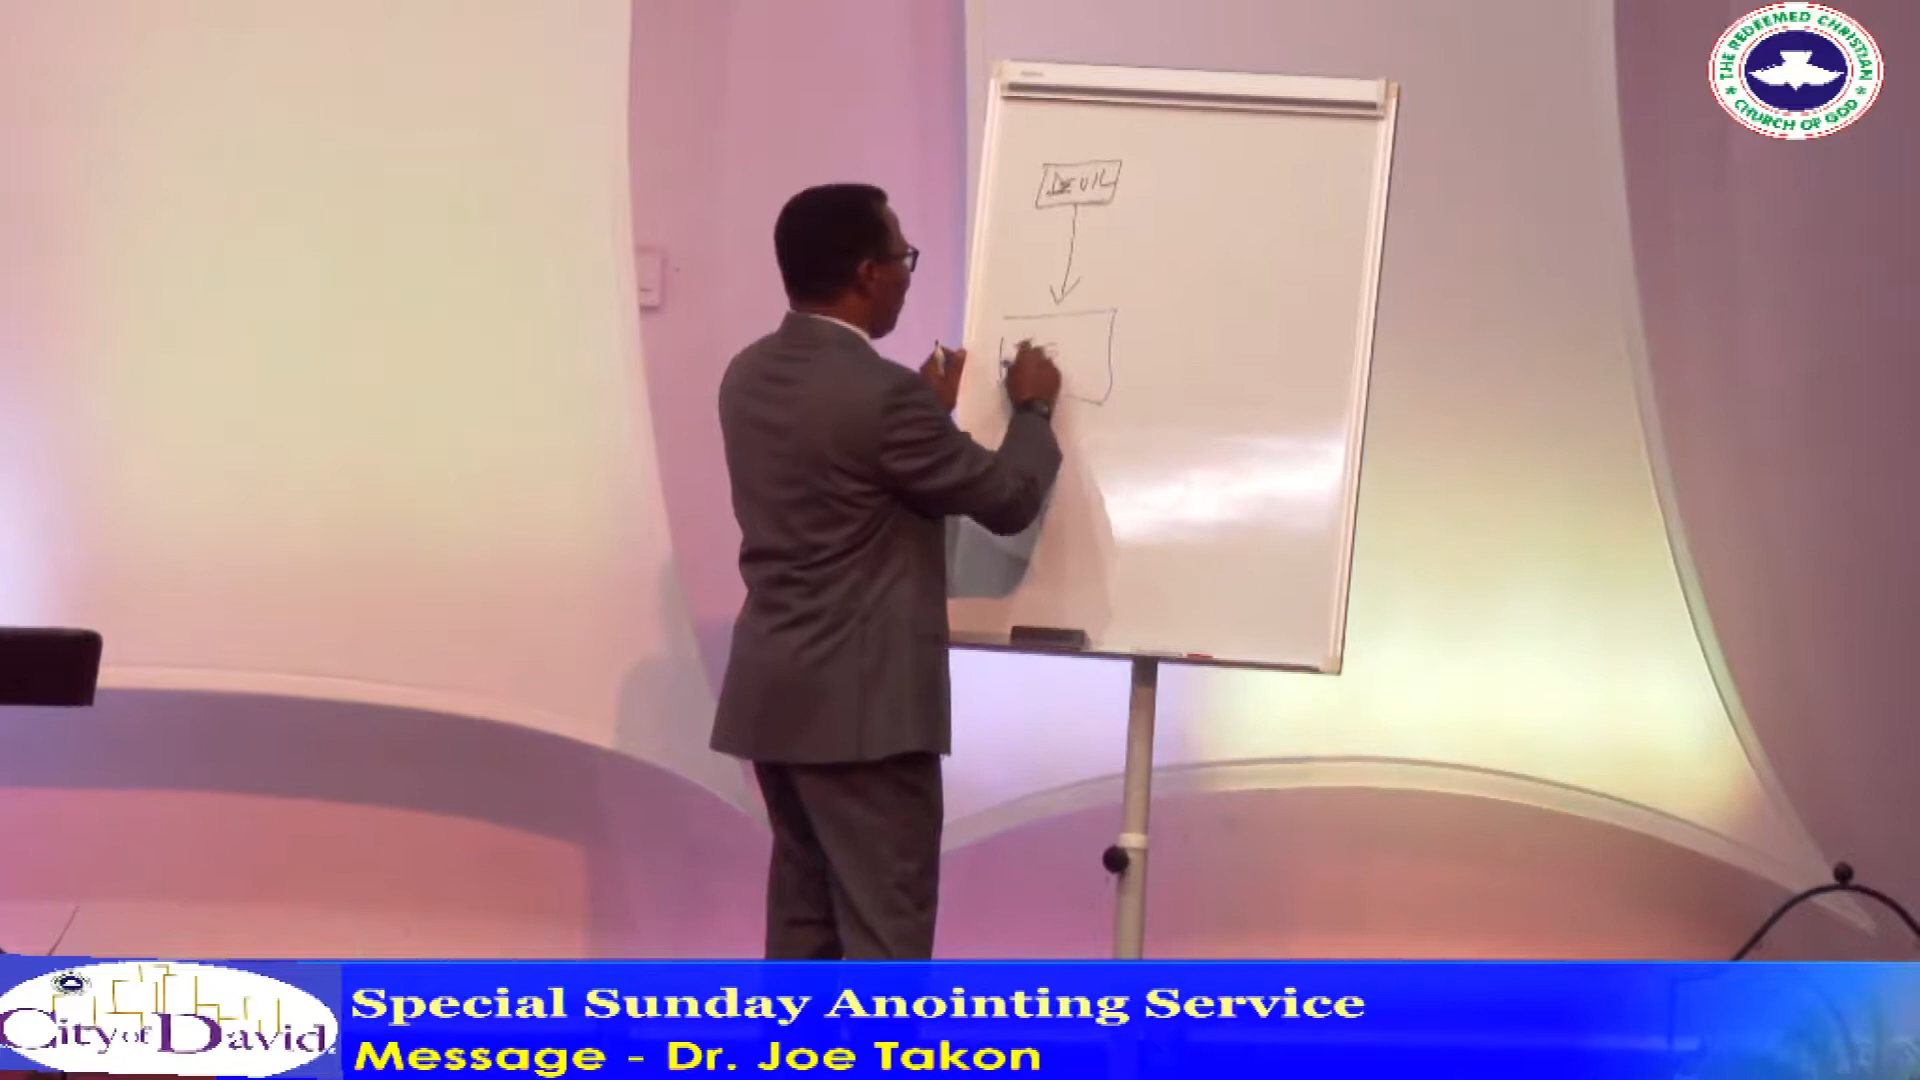 THE REDEEMED CHRISTIAN
CHURCH OF GOD
DEVIL
City of David
Special Sunday Anointing Service
Message - Dr. Joe Takon